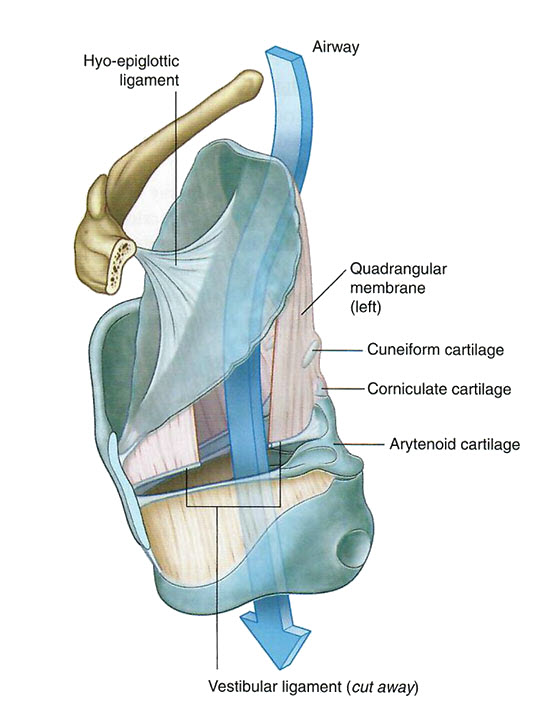 Airway
Hyo-epiglottic
ligament
Quadrangular
membrane
(left)
Cuneiform cartilage
Corniculate cartilage
Arytenoid cartilage
Vestibular ligament (cut away)